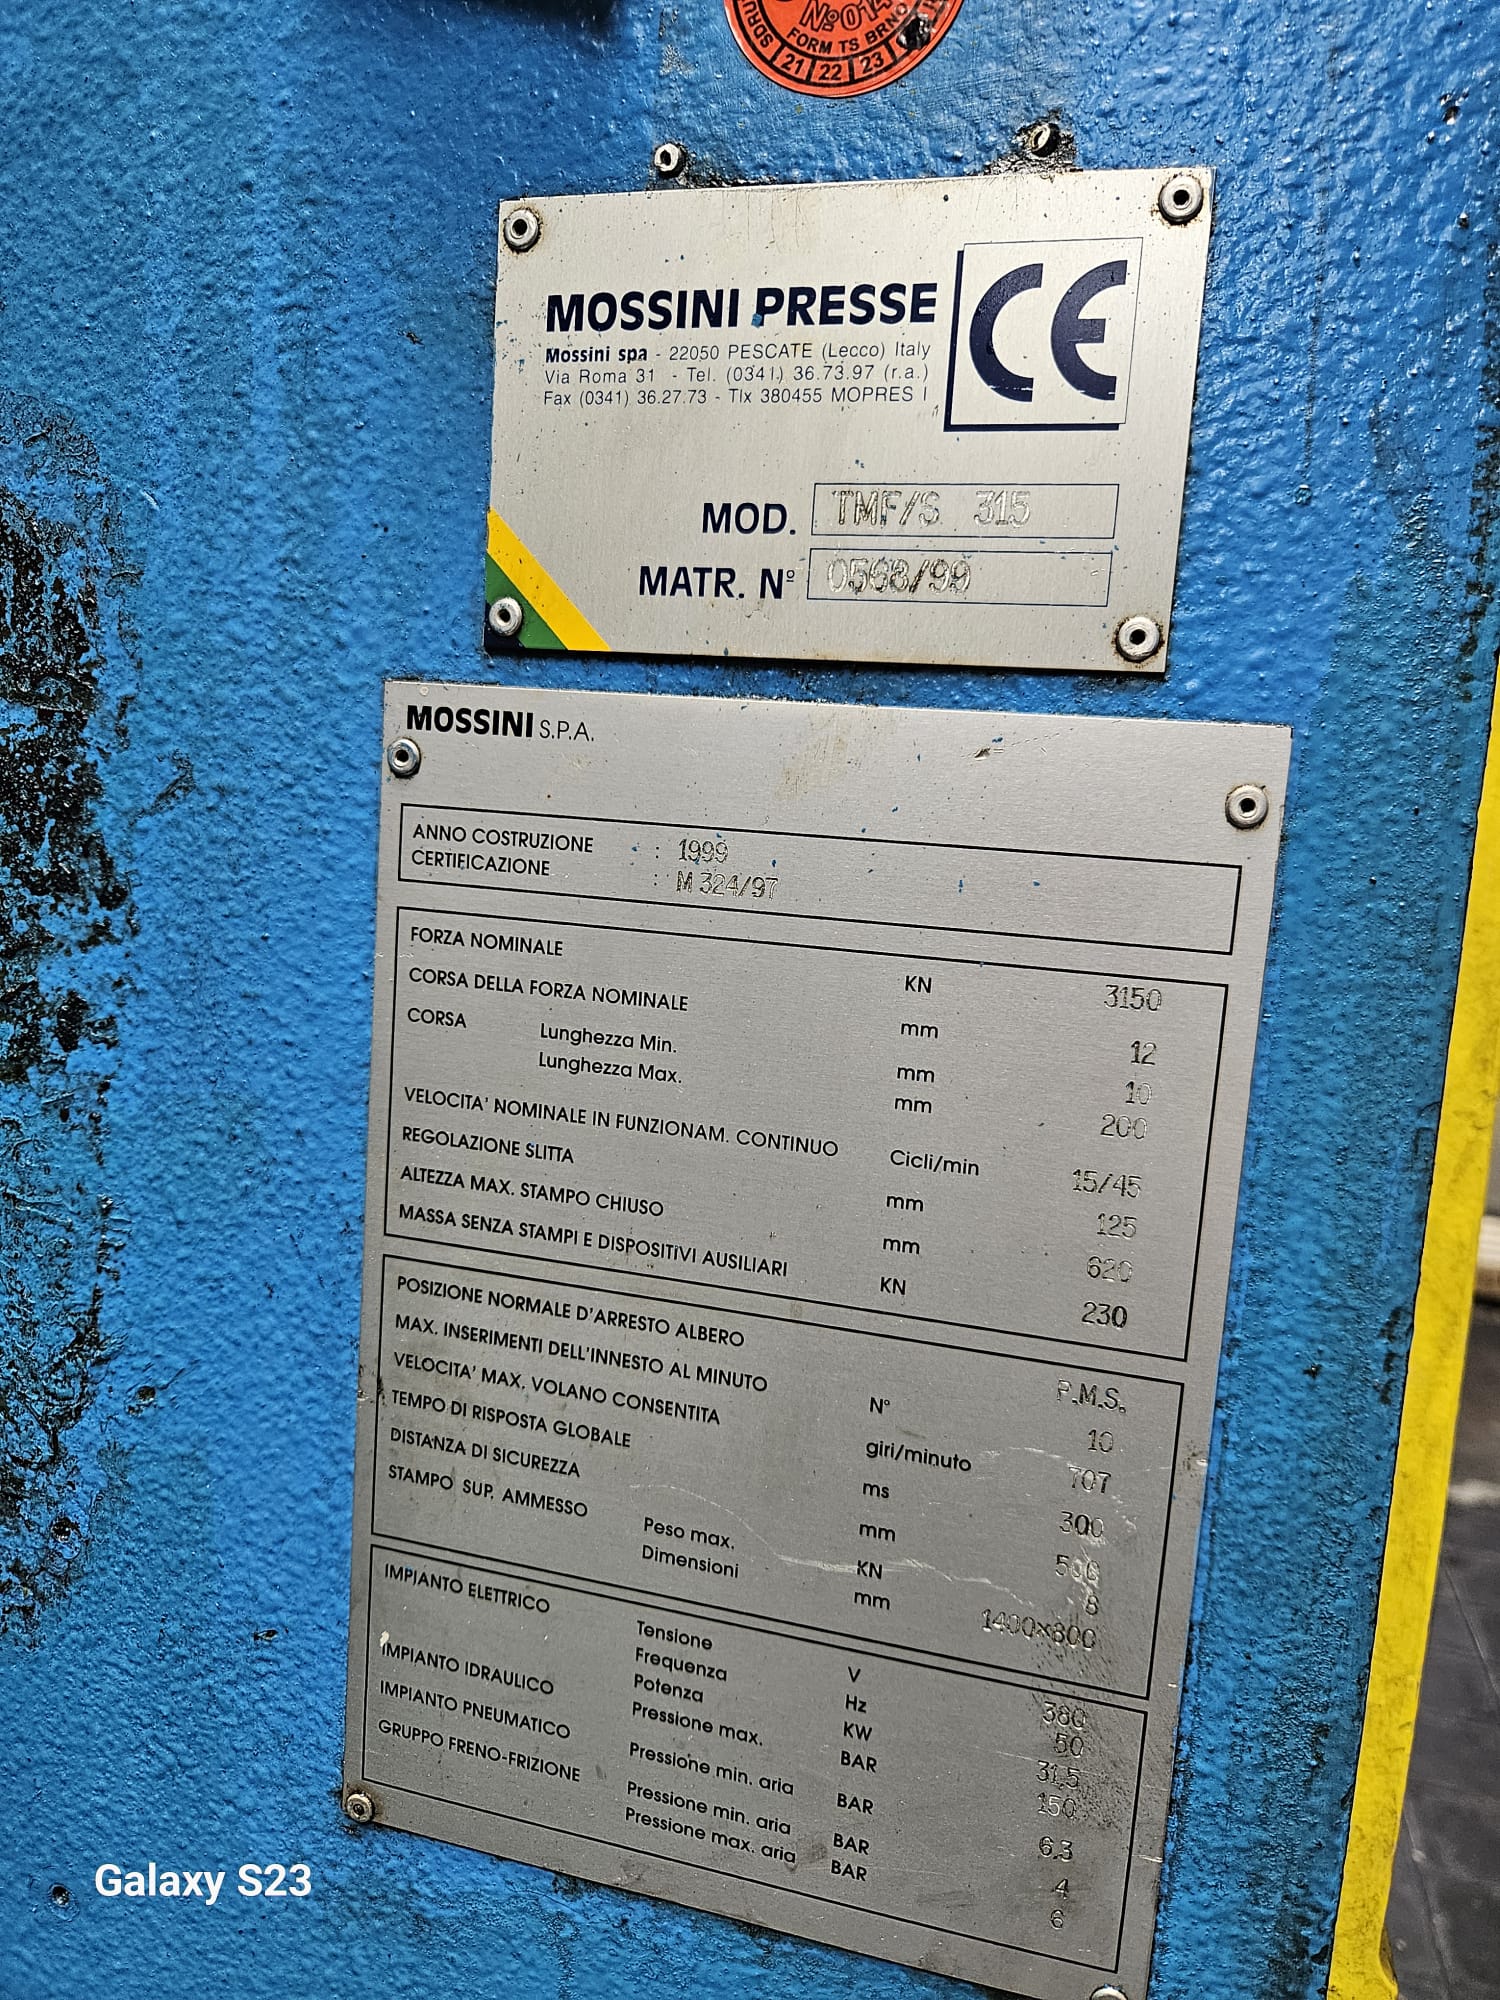 Nº014
FORM TS BRNO
21 22 23
MOSSINI PRESSE
CE
Mossini spa - 22050 PESCATE (Lecco) Italy
Via Roma 31 - Tel. (0341) 36.73.97 (r.a.)
Fax (0341) 36.27.73 - Tlx 380455 MOPRES I
MOD. TMF/S 315
MATR. Nº 0568/99
MOSSINI S.P.A.
ANNO COSTRUZIONE : 1999
CERTIFICAZIONE : M 324/97
FORZA NOMINALE KN 3150
CORSA DELLA FORZA NOMINALE mm 12
CORSA Lunghezza Min. mm 10
Lunghezza Max. mm 200
VELOCITA' NOMINALE IN FUNZIONAM. CONTINUO Cicli/min 15/45
REGOLAZIONE SLITTA mm 125
ALTEZZA MAX. STAMPO CHIUSO mm 620
MASSA SENZA STAMPI E DISPOSITIVI AUSILIARI KN 230
POSIZIONE NORMALE D'ARRESTO ALBERO P.M.S.
MAX. INSERIMENTI DELL'INNESTO AL MINUTO N° 10
VELOCITA' MAX. VOLANO CONSENTITA giri/minuto 707
TEMPO DI RISPOSTA GLOBALE ms 300
DISTANZA DI SICUREZZA mm
STAMPO SUP. AMMESSO Peso max. KN 8
Dimensioni mm 1400x800
IMPIANTO ELETTRICO Tensione V 380
Frequenza Hz 50
Potenza KW 31,5
IMPIANTO IDRAULICO Pressione max. BAR 150
IMPIANTO PNEUMATICO Pressione min. aria BAR 6.3
GRUPPO FRENO-FRIZIONE Pressione min. aria BAR 4
Pressione max. aria BAR 6
Galaxy S23